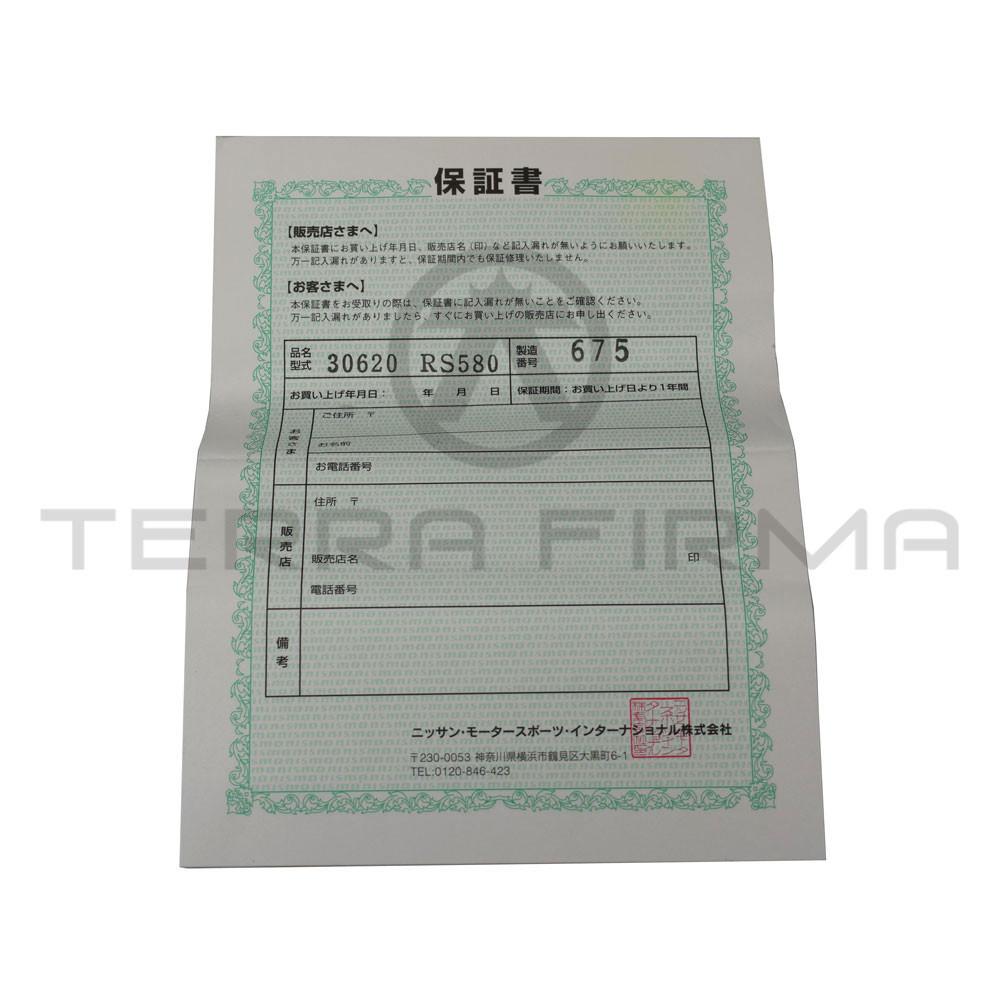 保証書
【販売店さまへ】
本保証書にお買い上げ年月日、販売店名（印）など記入漏れが無いようにお願いいたします。
万一記入漏れがありますと、保証期間内でも保証修理いたしません。
【お客さまへ】
本保証書をお受取りの際は、保証書に記入漏れが無いことをご確認ください。
万一記入漏れがありましたら、すぐにお買い上げの販売店にお申し出ください。
品名型式 30620 RS580 製造番号 675
お買い上げ年月日： 年 月 日 保証期間：お買い上げ日より1年間
お客さま
ご住所 〒
お名前
お電話番号
販売店
住所 〒
販売店名 印
電話番号
備考
ニッサン・モータースポーツ・インターナショナル株式会社
〒230-0053 神奈川県横浜市鶴見区大黒町6-1
TEL:0120-846-423
TERRA FIRMA